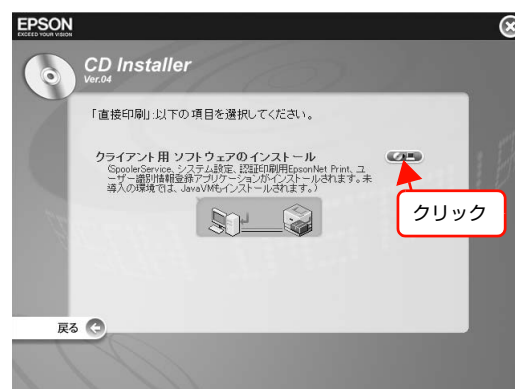 EPSON
EXCEED YOUR VISION
CD Installer
Ver.04
「直接印刷」:以下の項目を選択してください。
クライアント用 ソフトウェアのインストール
(SpoolerService、システム設定、認証印刷用EpsonNet Print、ユ
ーザー識別情報登録アプリケーションがインストールされます。未
導入の環境では、JavaVMもインストールされます。)
クリック
戻る